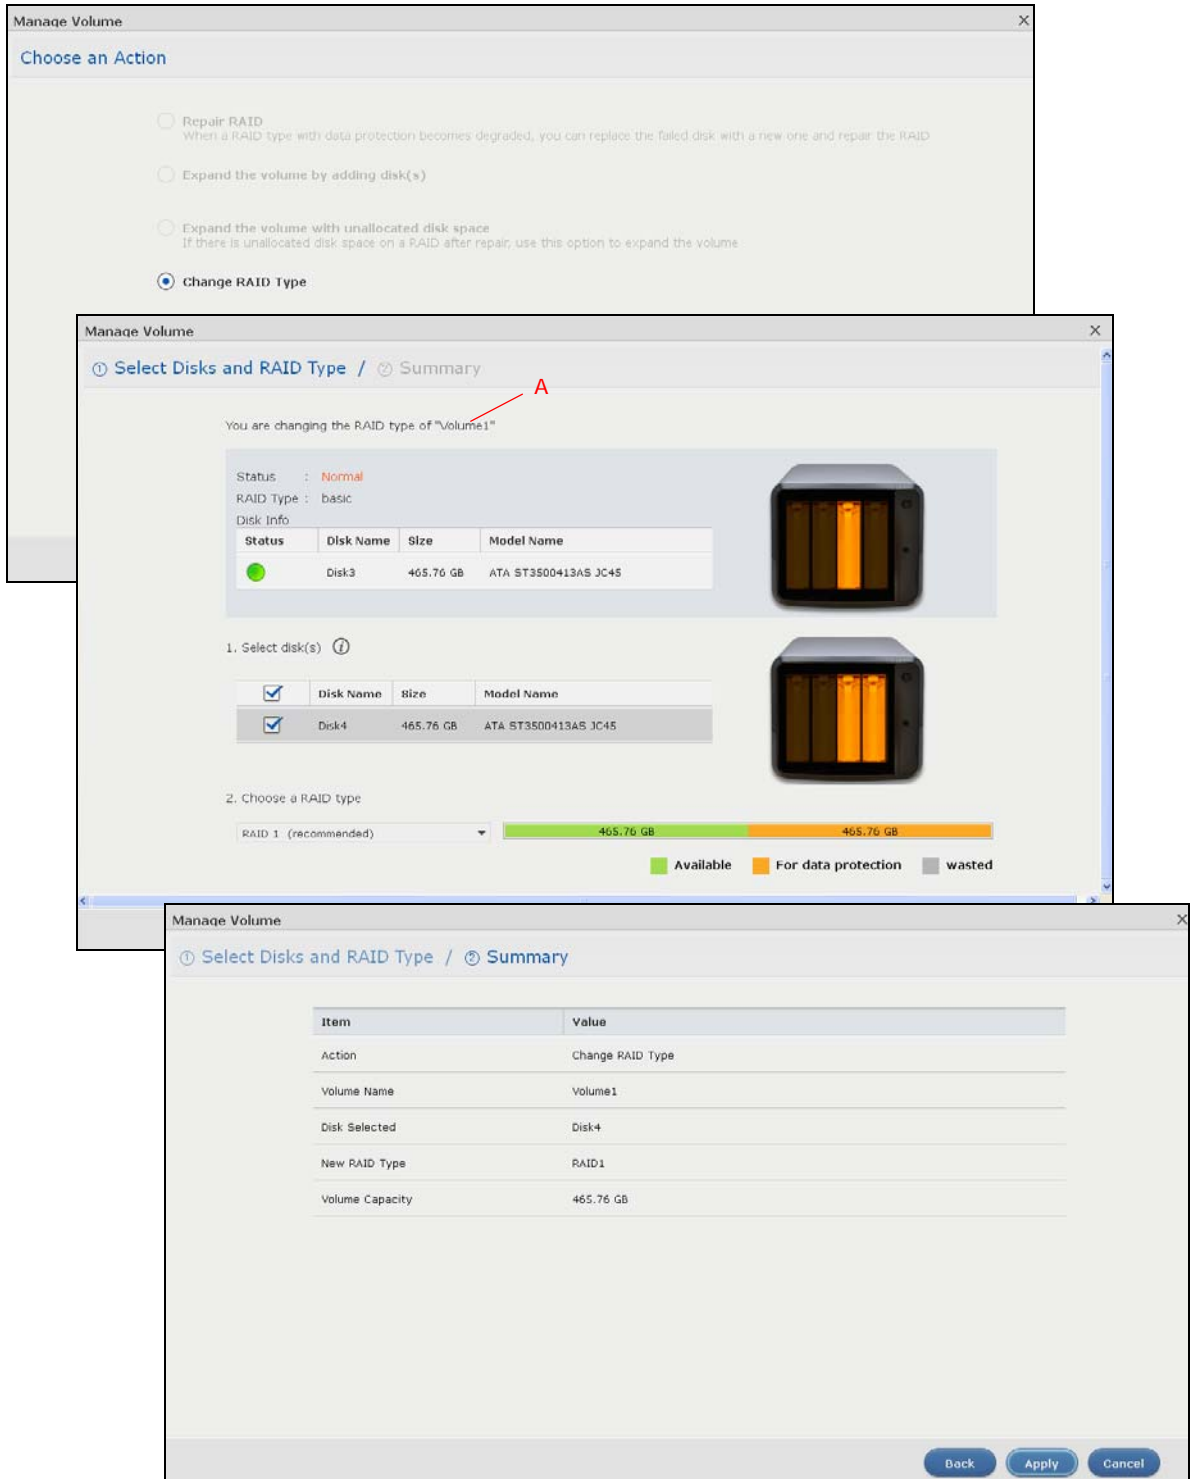 Manage Volume
Choose an Action
Repair RAID
When a RAID type with data protection becomes degraded, you can replace the failed disk with a new one and repair the RAID
Expand the volume by adding disk(s)
Expand the volume with unallocated disk space
If there is unallocated disk space on a RAID after repair, use this option to expand the volume
Change RAID Type
Manage Volume
① Select Disks and RAID Type / ② Summary
A
You are changing the RAID type of "Volume1"
Status : Normal
RAID Type : basic
Disk Info
Status Disk Name Size Model Name
Disk3 465.76 GB ATA ST3500413AS JC45
1. Select disk(s)
Disk Name Size Model Name
Disk4 465.76 GB ATA ST3500413AS JC45
2. Choose a RAID type
RAID 1 (recommended) 465.76 GB 465.76 GB
Available For data protection wasted
Manage Volume
① Select Disks and RAID Type / ② Summary
Item Value
Action Change RAID Type
Volume Name Volume1
Disk Selected Disk4
New RAID Type RAID1
Volume Capacity 465.76 GB
Back Apply Cancel